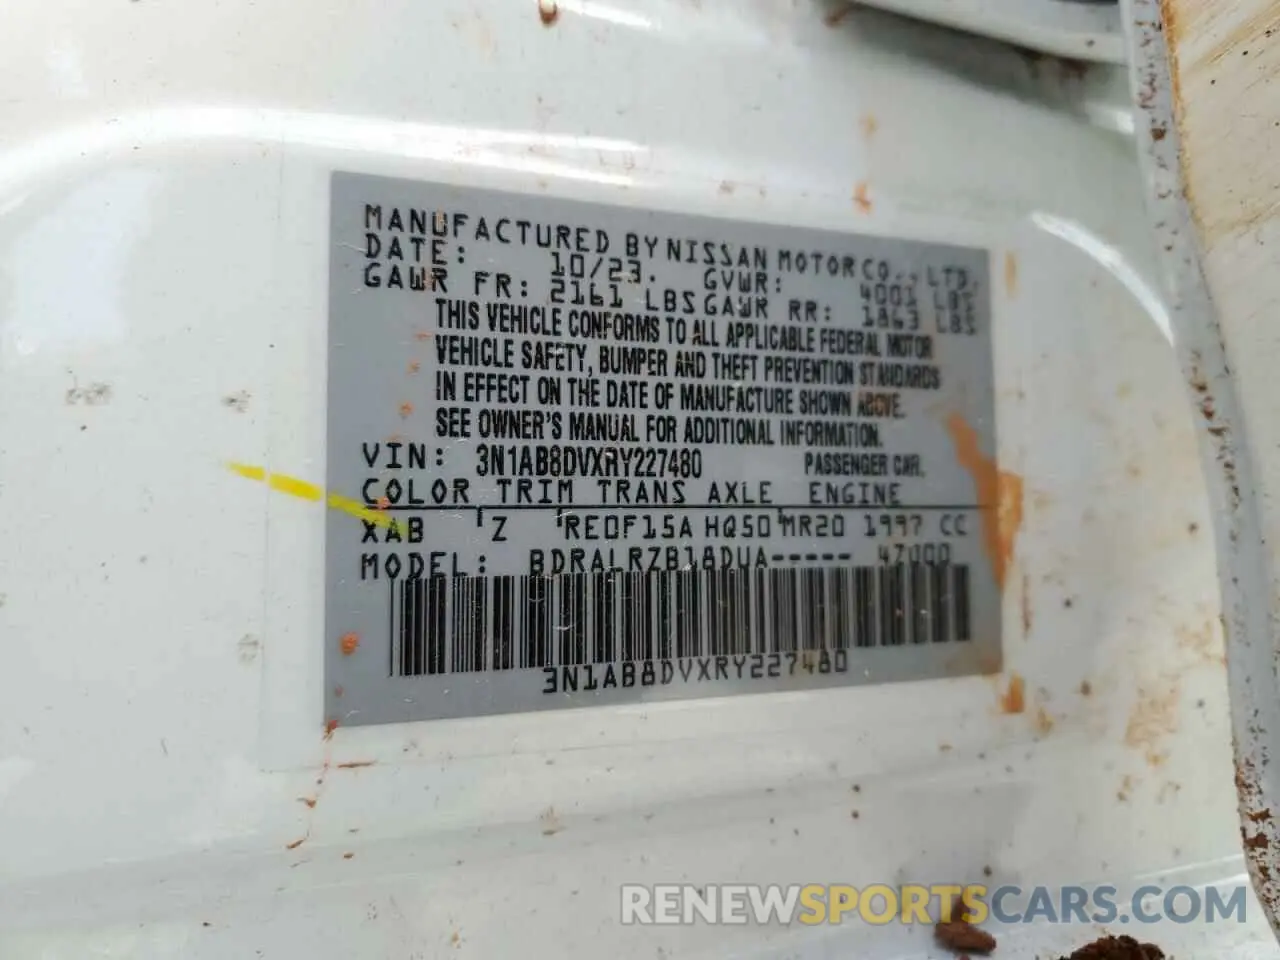 MANUFACTURED BY NISSAN MOTOR CO., LTD.
DATE: 10/23. GVWR: 4001 LBS
GAWR FR: 2161 LBS GAWR RR: 1863 LBS
THIS VEHICLE CONFORMS TO ALL APPLICABLE FEDERAL MOTOR
VEHICLE SAFETY, BUMPER AND THEFT PREVENTION STANDARDS
IN EFFECT ON THE DATE OF MANUFACTURE SHOWN ABOVE.
SEE OWNER'S MANUAL FOR ADDITIONAL INFORMATION.
VIN: 3N1AB8DVXRY227480 PASSENGER CAR.
COLOR TRIM TRANS AXLE ENGINE
XAB Z RE0F15A HQ50 MR20 1997 CC
MODEL: BDRALRZB18DUA----- 47U00
3N1AB8DVXRY227480
RENEWSPORTSCARS.COM